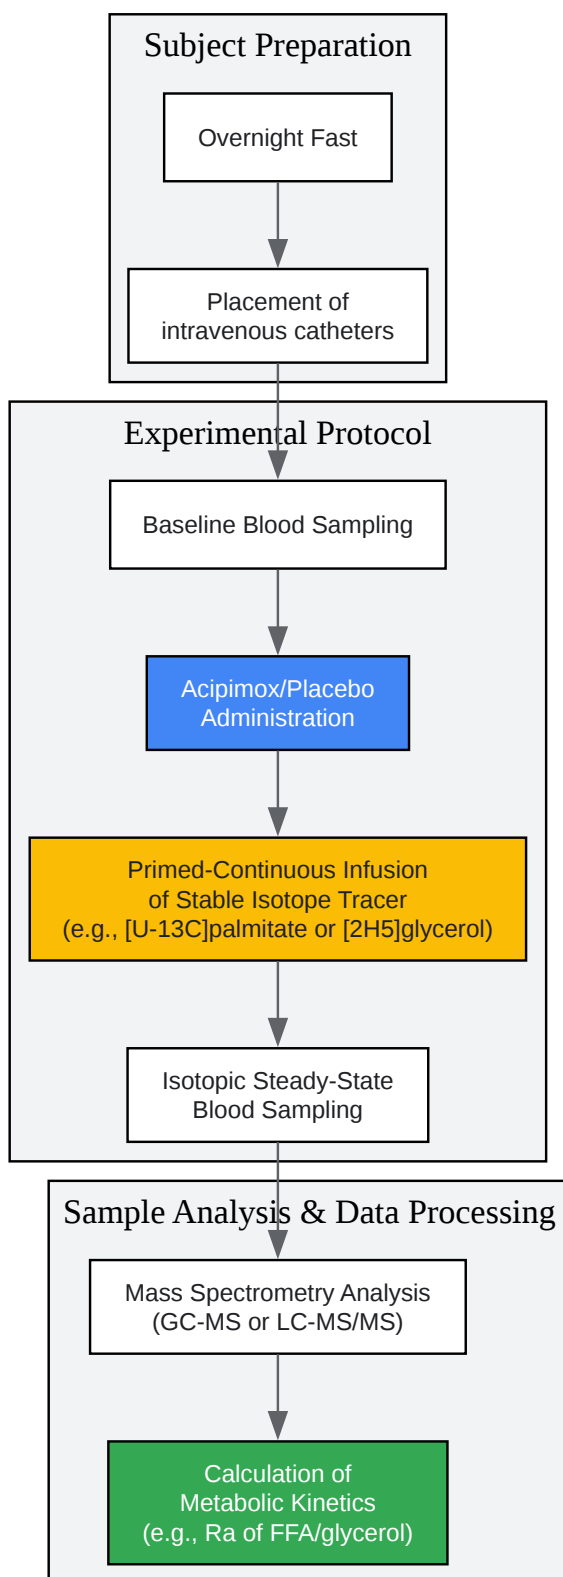 Subject Preparation
Overnight Fast
Placement of
intravenous catheters
Experimental Protocol
Baseline Blood Sampling
Acipimox/Placebo
Administration
Primed-Continuous Infusion
of Stable Isotope Tracer
(e.g., [U-13C]palmitate or [2H5]glycerol)
Isotopic Steady-State
Blood Sampling
Sample Analysis & Data Processing
Mass Spectrometry Analysis
(GC-MS or LC-MS/MS)
Calculation of
Metabolic Kinetics
(e.g., Ra of FFA/glycerol)